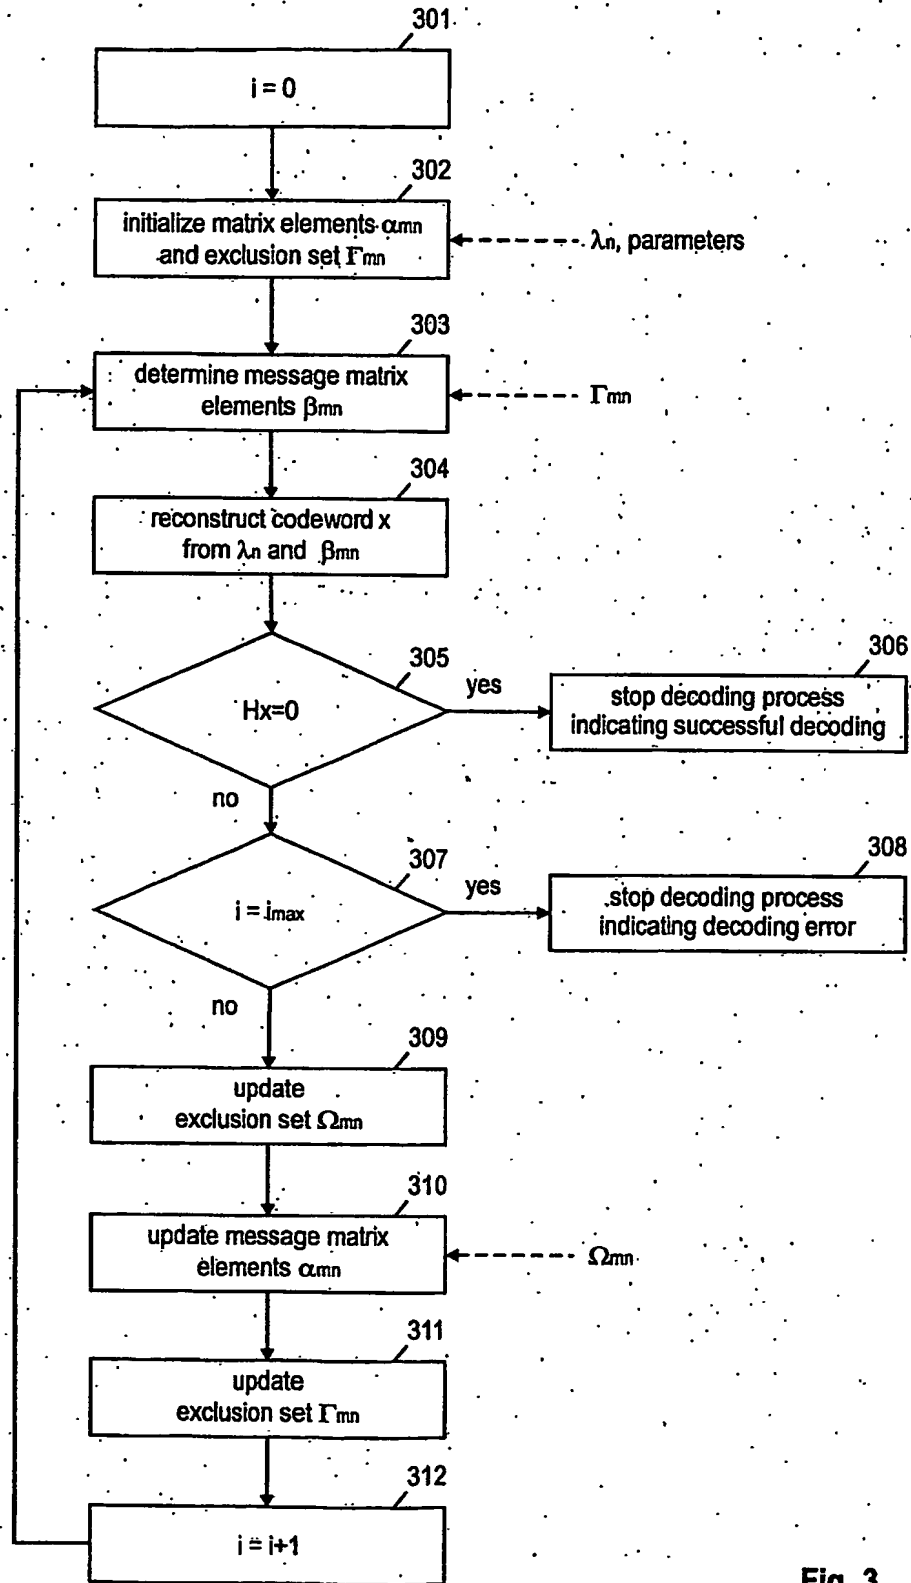 301
i = 0
302
initialize matrix elements αmn
and exclusion set Γmn
λn, parameters
303
determine message matrix
elements βmn
Γmn
304
reconstruct codeword x
from λn and βmn
305
Hx=0
yes
306
stop decoding process
indicating successful decoding
no
307
i = imax
yes
308
stop decoding process
indicating decoding error
no
309
update
exclusion set Ωmn
310
update message matrix
elements αmn
Ωmn
311
update
exclusion set Γmn
312
i = i+1
Fig. 3